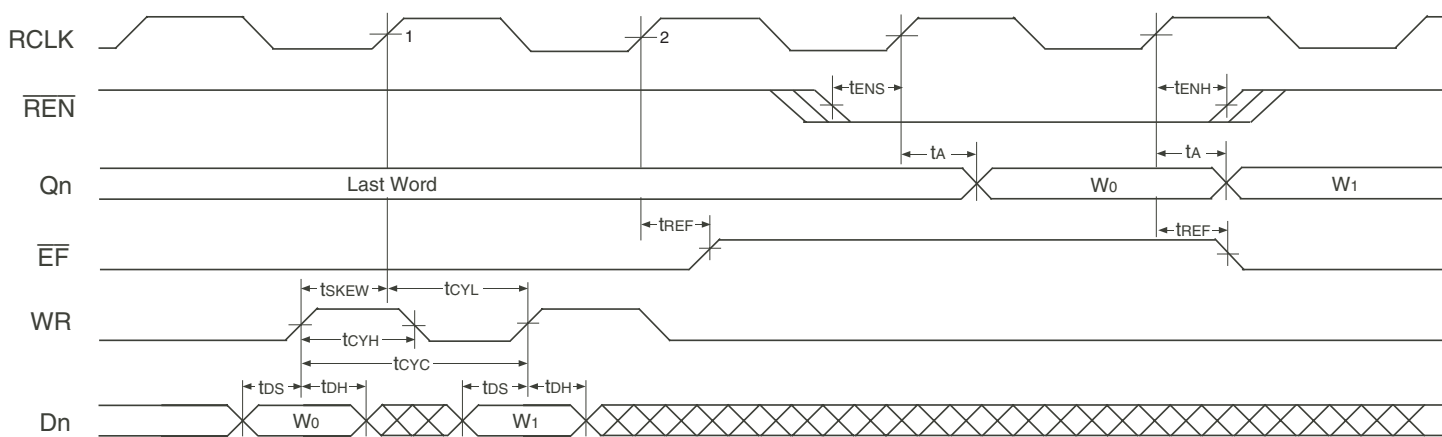 RCLK 1 2
REN tENS tENH
tA tA
Qn Last Word W0 W1
tREF tREF
EF
tSKEW tCYL
WR
tCYH
tCYC
tDS tDH tDS tDH
Dn W0 W1